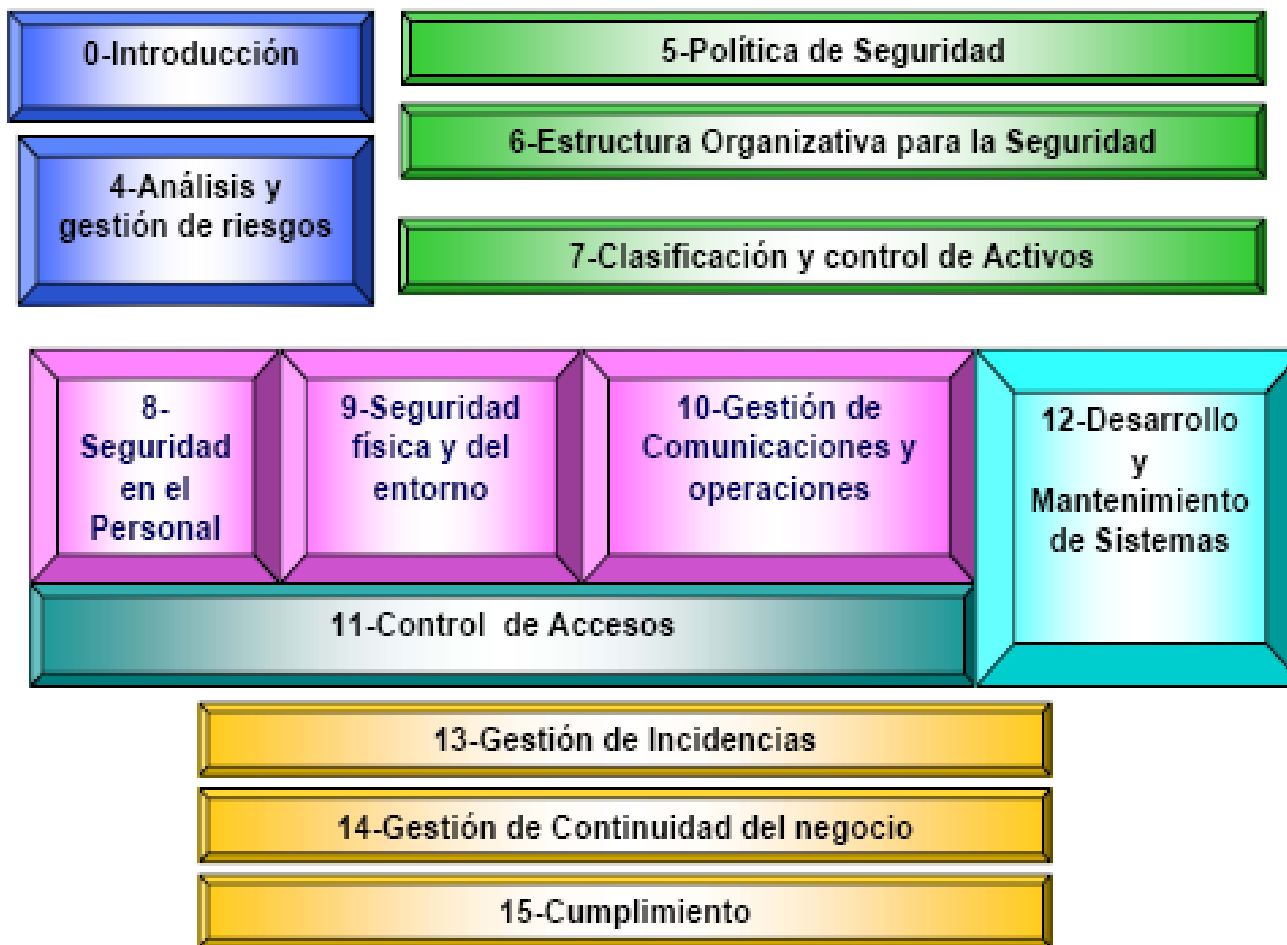 0-Introducción
4-Análisis y
gestión de riesgos
5-Política de Seguridad
6-Estructura Organizativa para la Seguridad
7-Clasificación y control de Activos
8-
Seguridad
en el
Personal
9-Seguridad
física y del
entorno
10-Gestión de
Comunicaciones y
operaciones
12-Desarrollo
y
Mantenimiento
de Sistemas
11-Control de Accesos
13-Gestión de Incidencias
14-Gestión de Continuidad del negocio
15-Cumplimiento